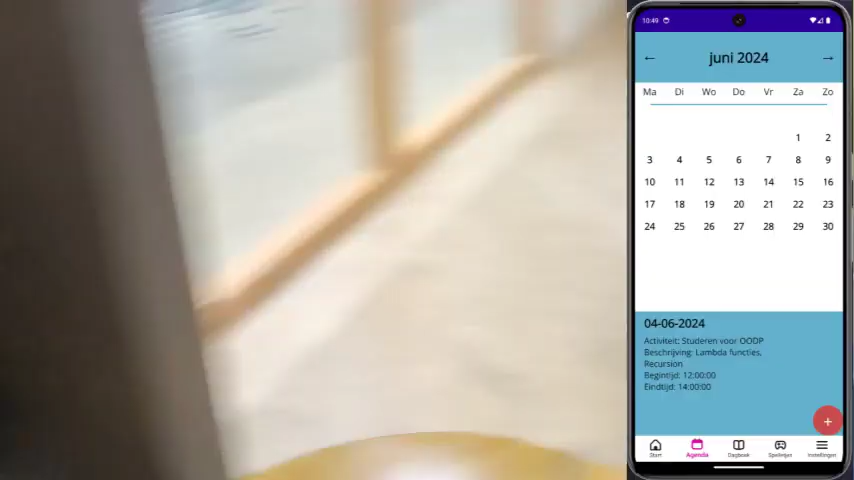 10:49
← juni 2024 →
Ma Di Wo Do Vr Za Zo
1 2
3 4 5 6 7 8 9
10 11 12 13 14 15 16
17 18 19 20 21 22 23
24 25 26 27 28 29 30
04-06-2024
Activiteit: Studeren voor OODP
Beschrijving: Lambda functies,
Recursion
Begintijd: 12:00:00
Eindtijd: 14:00:00
+
Start Agenda Dagboek Spelletjes Instellingen